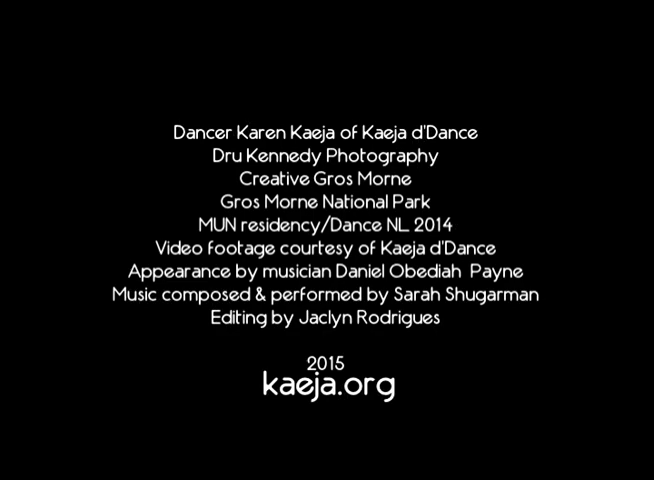 Dancer Karen Kaeja of Kaeja d'Dance
Dru Kennedy Photography
Creative Gros Morne
Gros Morne National Park
MUN residency/Dance NL 2014
Video footage courtesy of Kaeja d'Dance
Appearance by musician Daniel Obediah Payne
Music composed & performed by Sarah Shugarman
Editing by Jaclyn Rodrigues
2015
kaeja.org